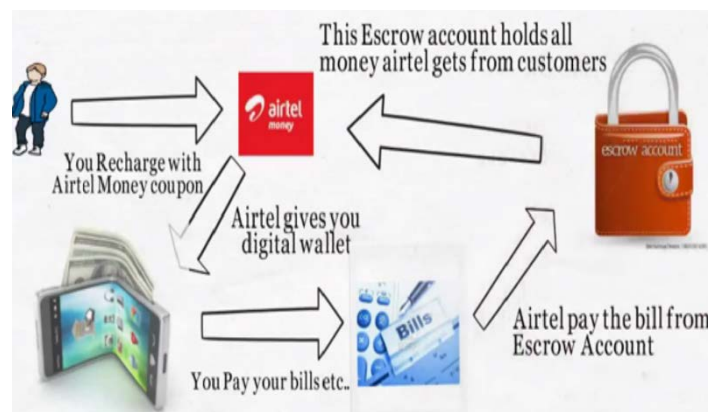 This Escrow account holds all
money airtel gets from customers
airtel
money
escrow account
You Recharge with
Airtel Money coupon
Airtel gives you
digital wallet
Bills
Airtel pay the bill from
Escrow Account
You Pay your bills etc..